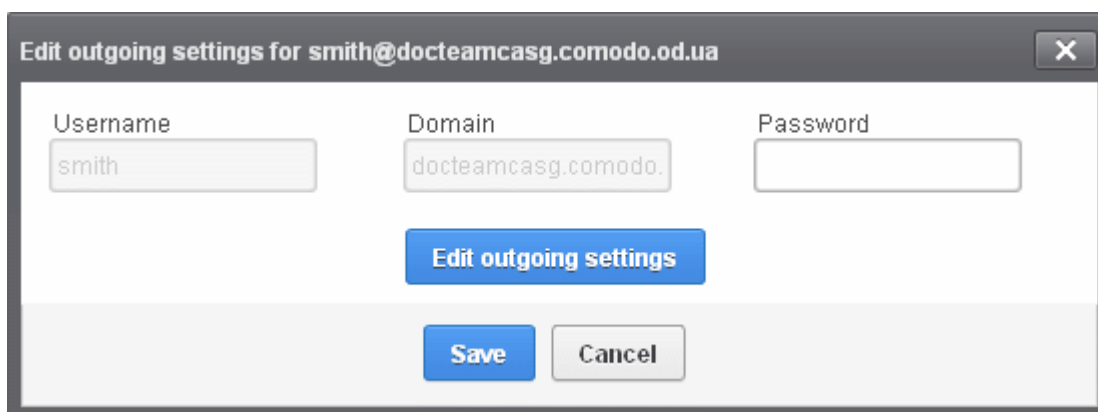 Edit outgoing settings for smith@docteamcasg.comodo.od.ua
Username Domain Password
smith docteamcasg.comodo.
Edit outgoing settings
Save Cancel